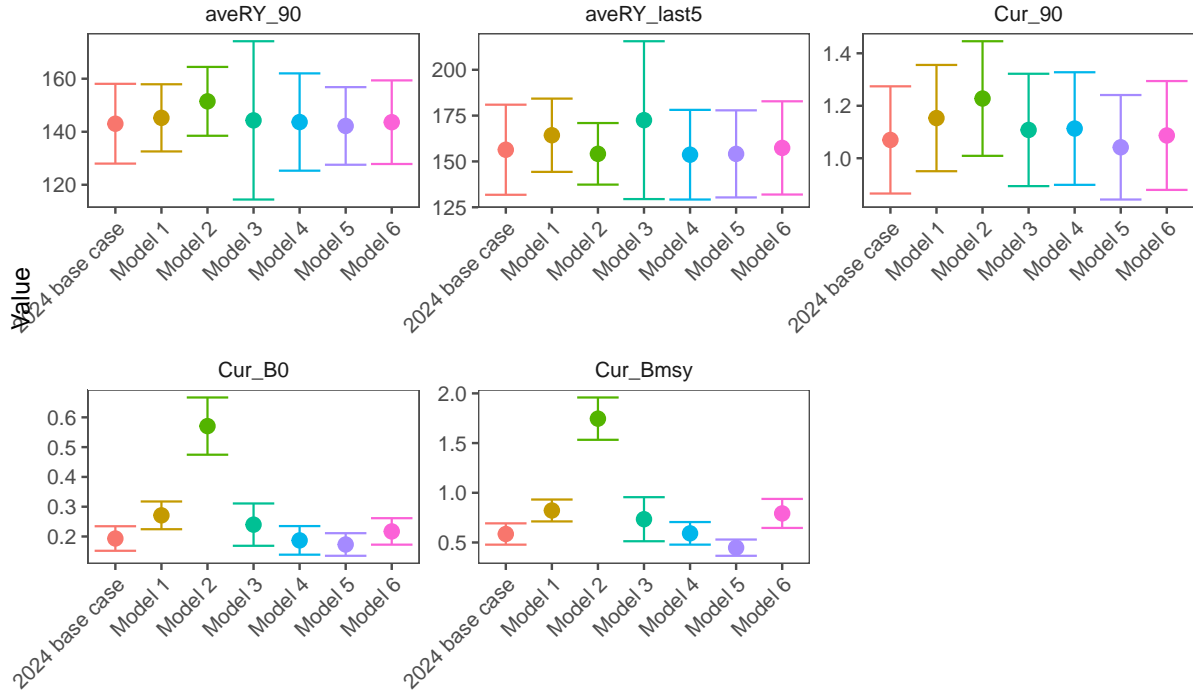 aveRY_90
aveRY_last5
Cur_90
160
140
120
200
175
150
125
1.4
1.2
1.0
2024 base case
Model 1
Model 2
Model 3
Model 4
Model 5
Model 6
2024 base case
Model 1
Model 2
Model 3
Model 4
Model 5
Model 6
2024 base case
Model 1
Model 2
Model 3
Model 4
Model 5
Model 6
Value
Cur_B0
Cur_Bmsy
0.6
0.5
0.4
0.3
0.2
2.0
1.5
1.0
0.5
2024 base case
Model 1
Model 2
Model 3
Model 4
Model 5
Model 6
2024 base case
Model 1
Model 2
Model 3
Model 4
Model 5
Model 6